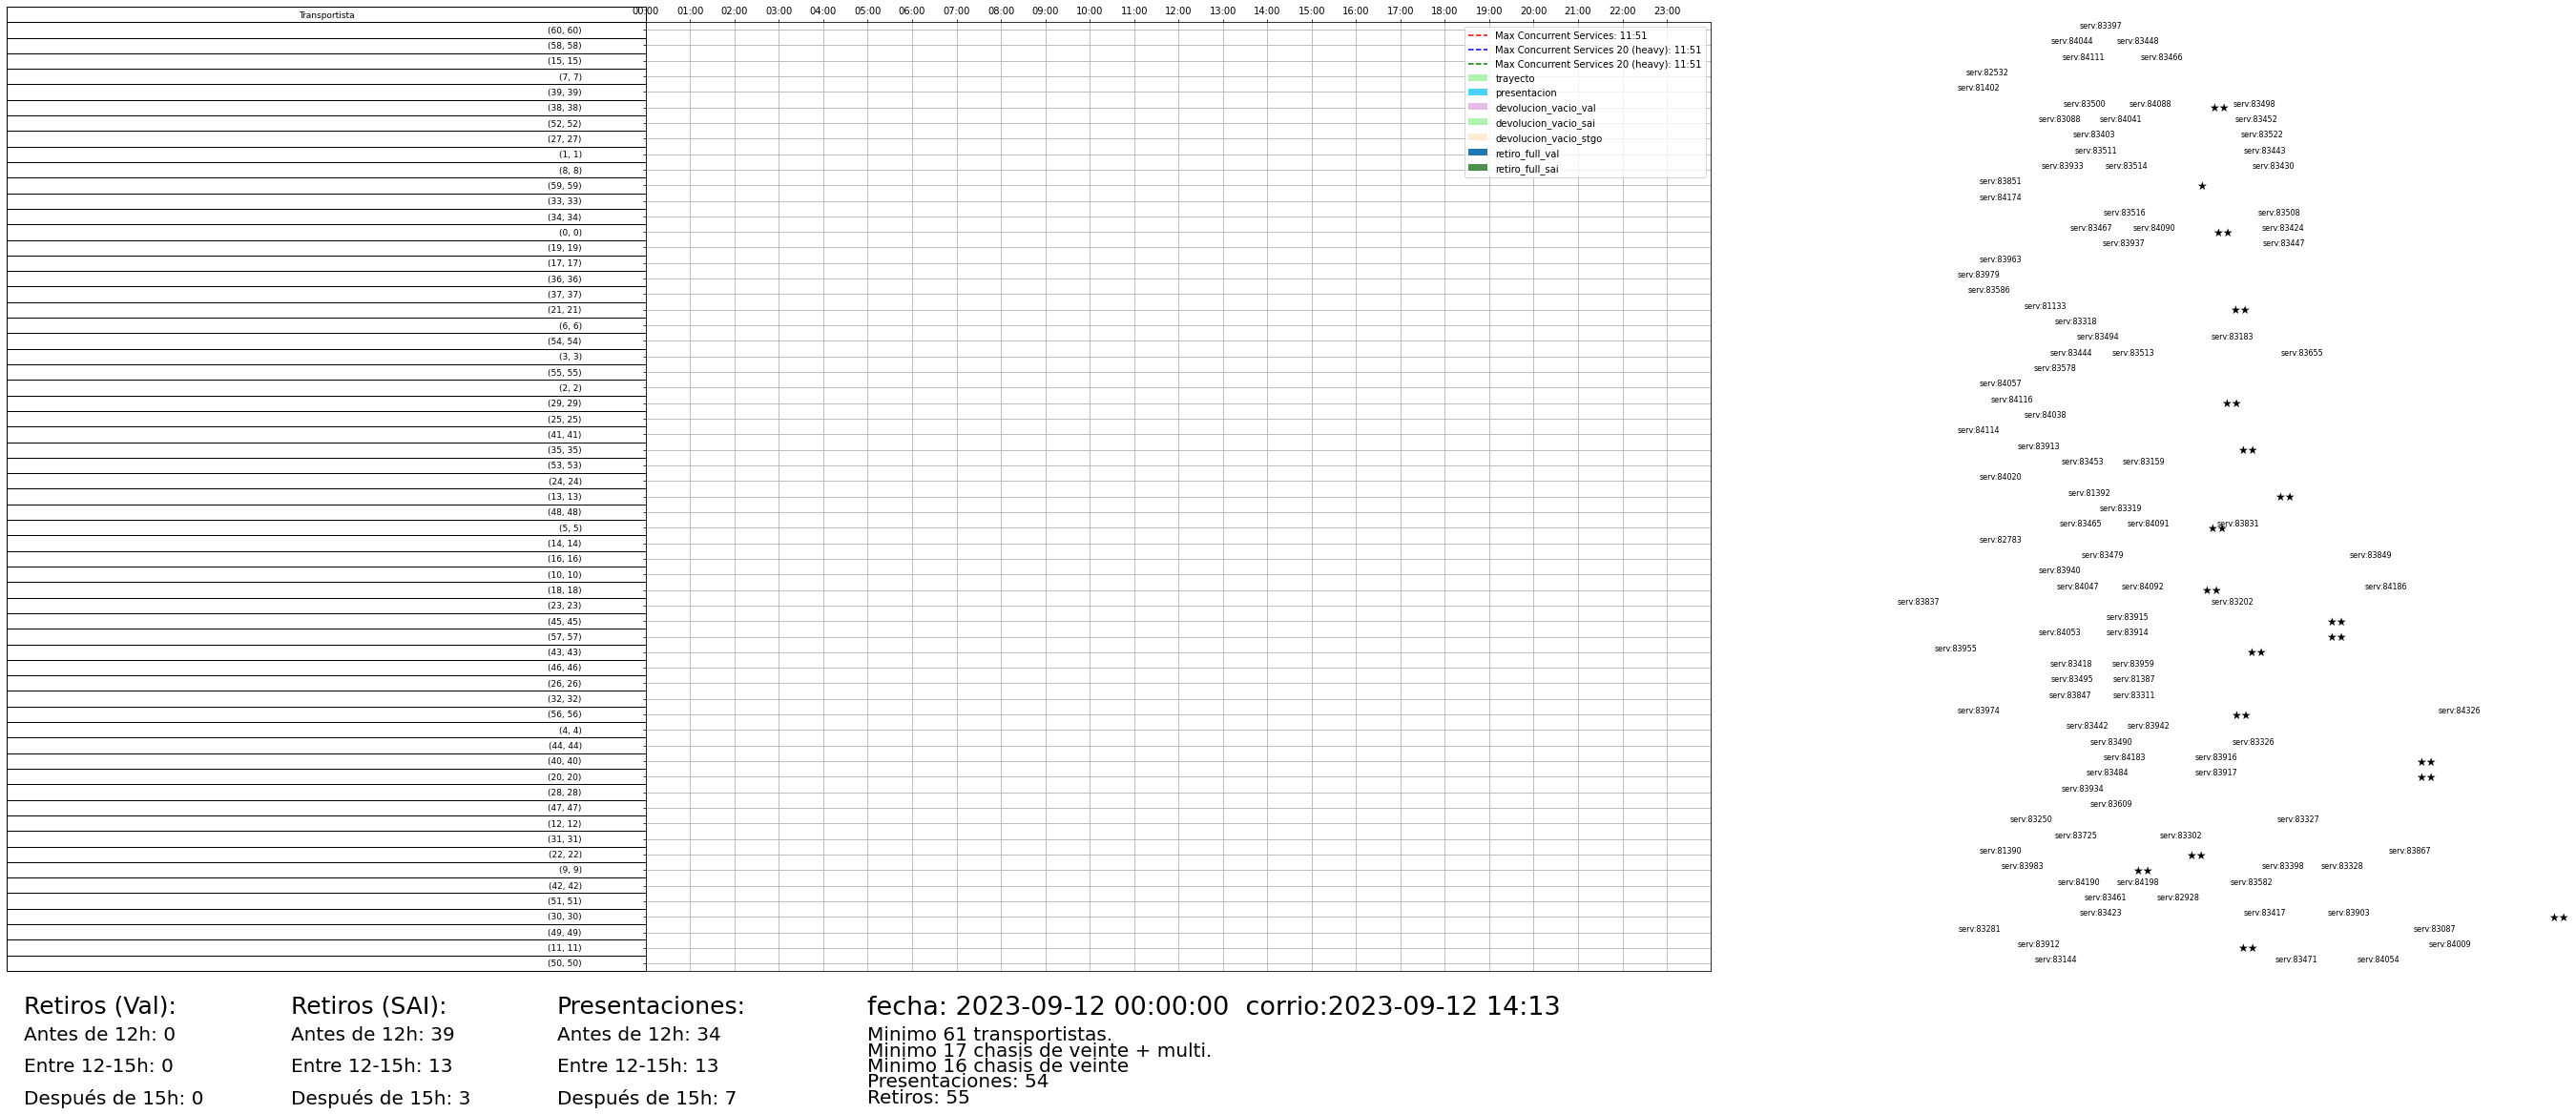 Transportista
00:00 01:00 02:00 03:00 04:00 05:00 06:00 07:00 08:00 09:00 10:00 11:00 12:00 13:00 14:00 15:00 16:00 17:00 18:00 19:00 20:00 21:00 22:00 23:00
Max Concurrent Services: 11:51
Max Concurrent Services 20 (heavy): 11:51
Max Concurrent Services 20 (heavy): 11:51
trayecto
presentacion
devolucion_vacio_val
devolucion_vacio_sai
devolucion_vacio_stgo
retiro_full_val
retiro_full_sai
(60, 60) serv:83397
(58, 58) serv:84044 serv:83448
(15, 15) serv:84111 serv:83466
(7, 7) serv:82532
(39, 39) serv:81402
(38, 38) serv:83500 serv:84088 ★★ serv:83498
(52, 52) serv:83088 serv:84041 serv:83452
(27, 27) serv:83403 serv:83522
(1, 1) serv:83511 serv:83443
(8, 8) serv:83933 serv:83514 serv:83430
(59, 59) serv:83851 ★
(33, 33) serv:84174
(34, 34) serv:83516 serv:83508
(0, 0) serv:83467 serv:84090 ★★ serv:83424
(19, 19) serv:83937 serv:83447
(17, 17) serv:83963
(36, 36) serv:83979
(37, 37) serv:83586
(21, 21) serv:81133 ★★
(6, 6) serv:83318
(54, 54) serv:83494 serv:83183
(3, 3) serv:83444 serv:83513 serv:83655
(55, 55) serv:83578
(2, 2) serv:84057
(29, 29) serv:84116 ★★
(25, 25) serv:84038
(41, 41) serv:84114
(35, 35) serv:83913 ★★
(53, 53) serv:83453 serv:83159
(24, 24) serv:84020
(13, 13) serv:81392 ★★
(48, 48) serv:83319
(5, 5) serv:83465 serv:84091 ★★ serv:83831
(14, 14) serv:82783
(16, 16) serv:83479 serv:83849
(10, 10) serv:83940
(18, 18) serv:84047 serv:84092 ★★ serv:84186
(23, 23) serv:83837 serv:83202
(45, 45) serv:83915 ★★
(57, 57) serv:84053 serv:83914 ★★
(43, 43) serv:83955 ★★
(46, 46) serv:83418 serv:83959
(26, 26) serv:83495 serv:81387
(32, 32) serv:83847 serv:83311
(56, 56) serv:83974 ★★ serv:84326
(4, 4) serv:83442 serv:83942
(44, 44) serv:83490 serv:83326
(40, 40) serv:84183 serv:83916 ★★
(20, 20) serv:83484 serv:83917 ★★
(28, 28) serv:83934
(47, 47) serv:83609
(12, 12) serv:83250 serv:83327
(31, 31) serv:83725 serv:83302
(22, 22) serv:81390 ★★ serv:83867
(9, 9) serv:83983 ★★ serv:83398 serv:83328
(42, 42) serv:84190 serv:84198 serv:83582
(51, 51) serv:83461 serv:82928
(30, 30) serv:83423 serv:83417 serv:83903 ★★
(49, 49) serv:83281 serv:83087
(11, 11) serv:83912 ★★ serv:84009
(50, 50) serv:83144 serv:83471 serv:84054
Retiros (Val):
Antes de 12h: 0
Entre 12-15h: 0
Después de 15h: 0
Retiros (SAI):
Antes de 12h: 39
Entre 12-15h: 13
Después de 15h: 3
Presentaciones:
Antes de 12h: 34
Entre 12-15h: 13
Después de 15h: 7
fecha: 2023-09-12 00:00:00 corrio:2023-09-12 14:13
Minimo 61 transportistas.
Minimo 17 chasis de veinte + multi.
Minimo 16 chasis de veinte
Presentaciones: 54
Retiros: 55